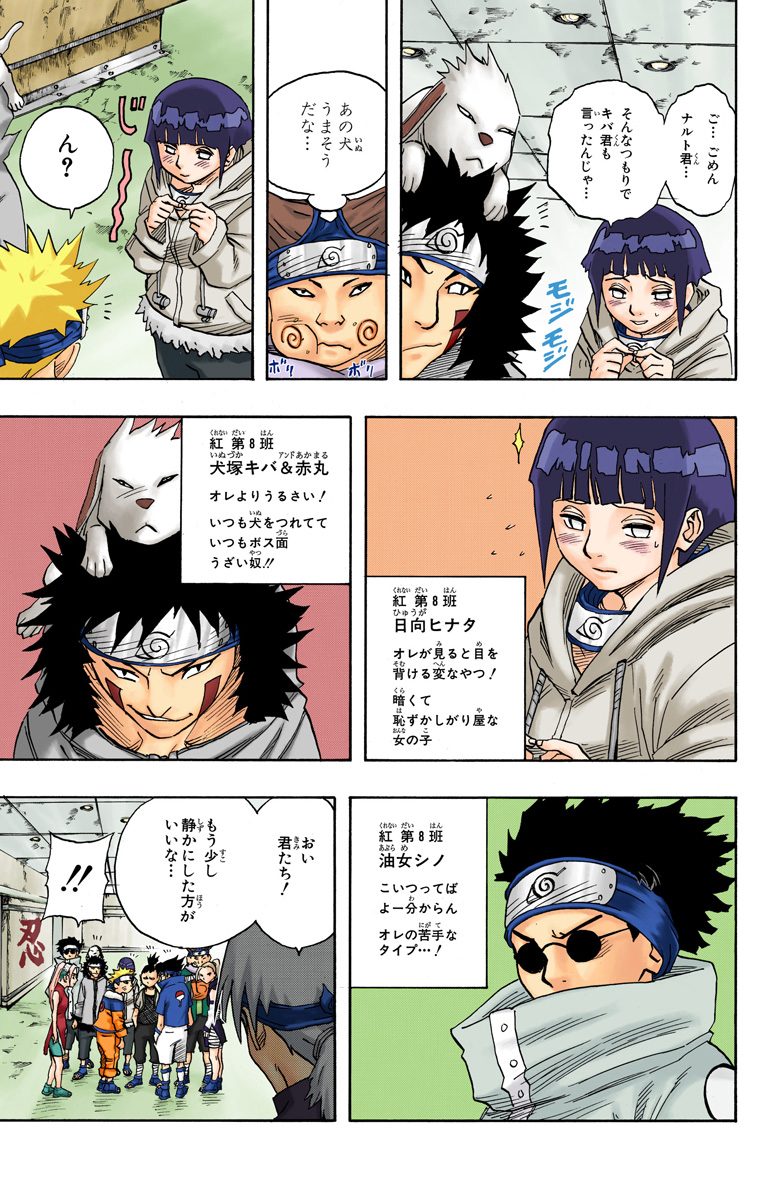 ご…ごめん
ナルト君…
そんなつもりで
キバ君も
言ったんじゃ…
モジ
モジ
あの犬
うまそう
だな…
ボリ
ボリ
じ〜
ん？
紅第8班
日向ヒナタ
オレが見ると目を
背ける変なやつ！
暗くて
恥ずかしがり屋な
女の子
紅第8班
犬塚キバ＆赤丸
オレよりうるさい！
いつも犬をつれてて
いつもボス面
うざい奴!!
紅第8班
油女シノ
こいつってば
よー分からん
オレの苦手な
タイプ…！
おい
君たち！
もう少し
静かにした方が
いいな…
!!
忍